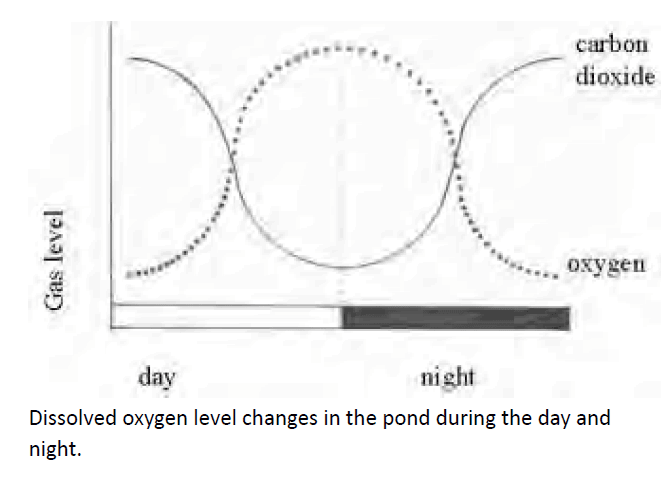 carbon
dioxide
Gas level
oxygen
day
night
Dissolved oxygen level changes in the pond during the day and
night.